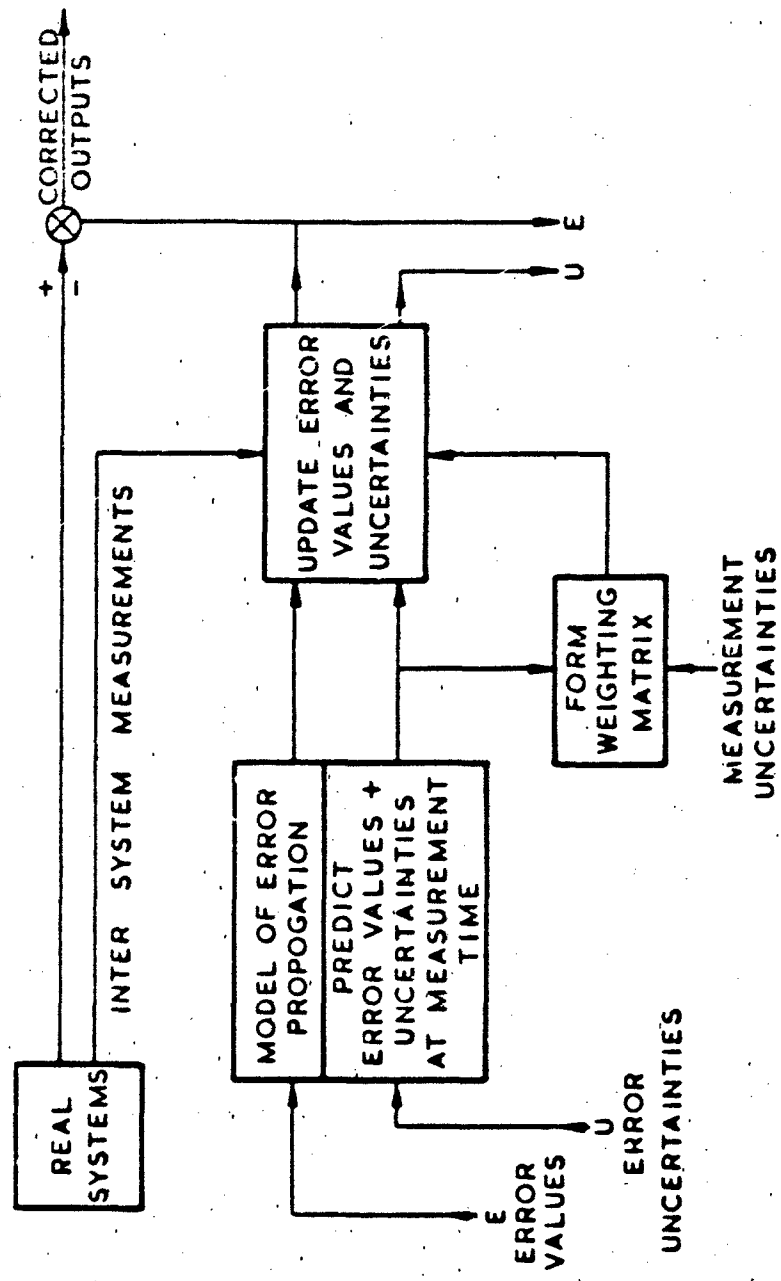 REAL
SYSTEMS
+
−
CORRECTED
OUTPUTS
INTER SYSTEM MEASUREMENTS
MODEL OF ERROR
PROPOGATION
PREDICT
ERROR VALUES +
UNCERTAINTIES
AT MEASUREMENT
TIME
UPDATE ERROR
VALUES AND
UNCERTAINTIES
E
U
FORM
WEIGHTING
MATRIX
MEASUREMENT
UNCERTAINTIES
E
ERROR
VALUES
U
ERROR
UNCERTAINTIES